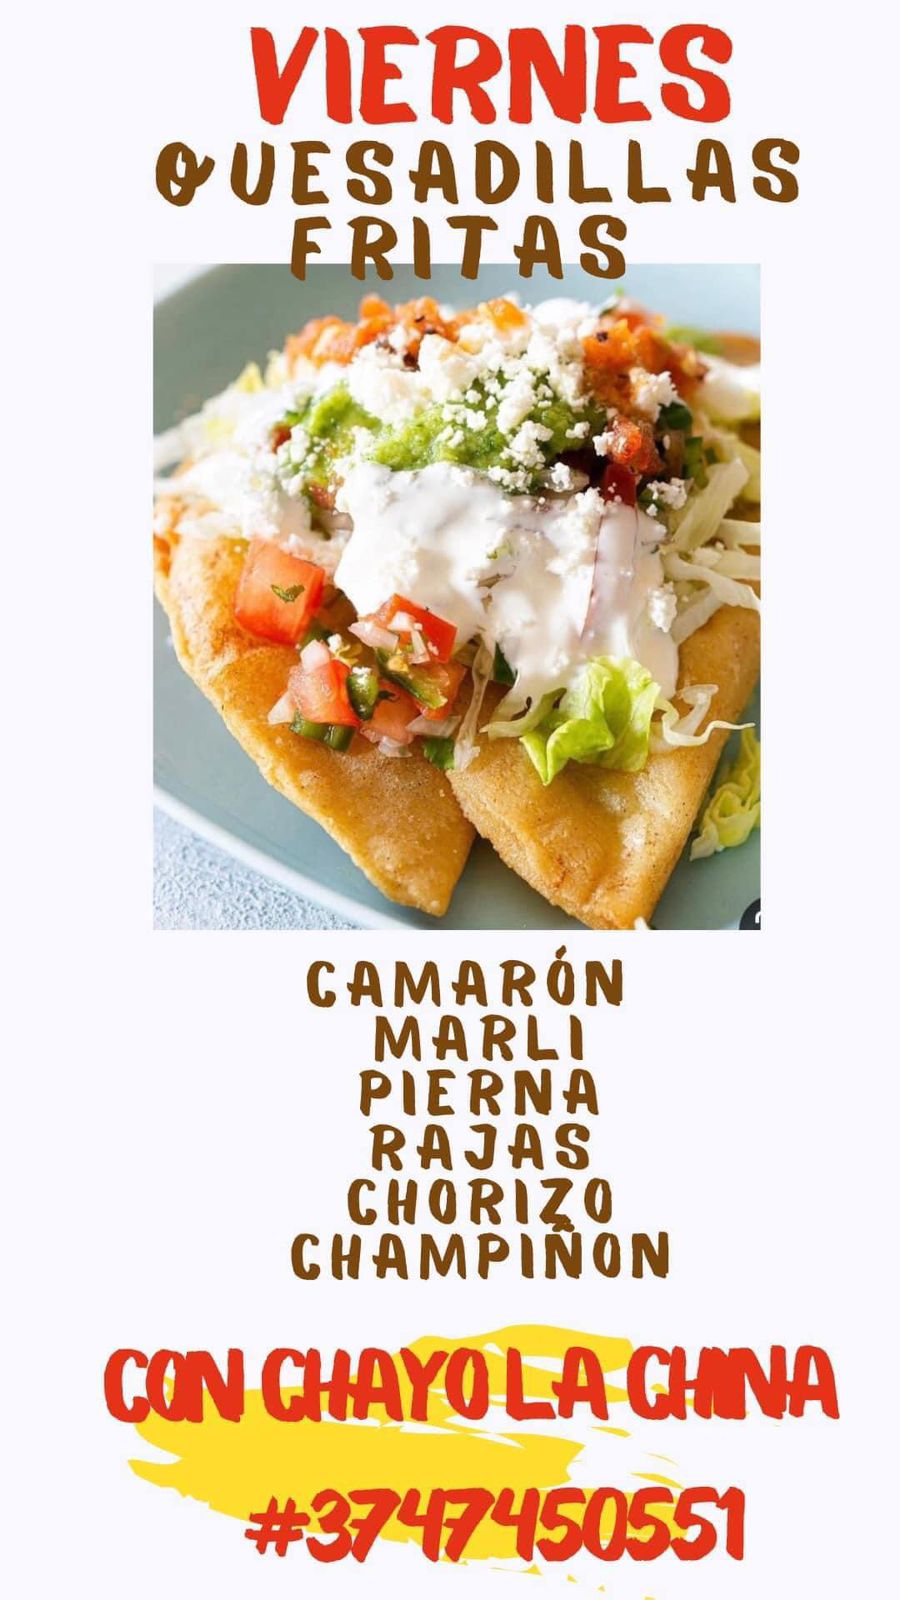 VIERNES
QUESADILLAS
FRITAS
CAMARÓN
MARLI
PIERNA
RAJAS
CHORIZO
CHAMPIÑON
CON CHAYO LA CHINA
#3747450551